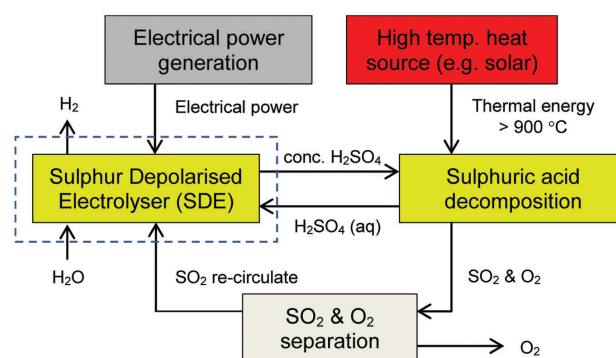 Electrical power
generation
High temp. heat
source (e.g. solar)
H₂
Electrical power
Thermal energy
> 900 °C
conc. H₂SO₄
Sulphur Depolarised
Electrolyser (SDE)
Sulphuric acid
decomposition
H₂SO₄ (aq)
H₂O
SO₂ re-circulate
SO₂ & O₂
SO₂ & O₂
separation
O₂